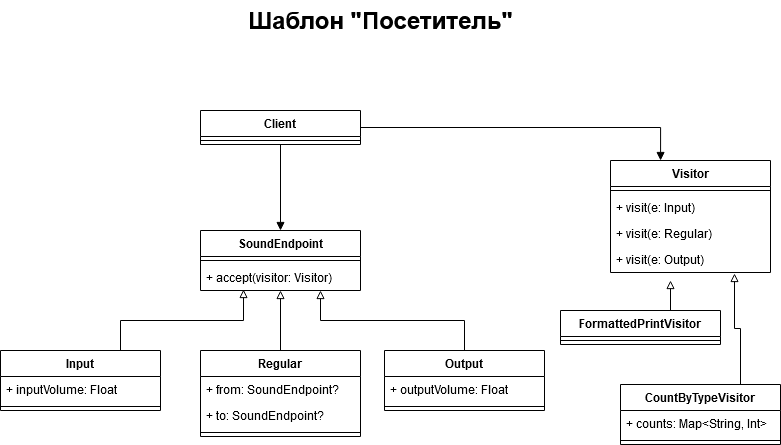 Шаблон "Посетитель"
Client
Visitor
+ visit(e: Input)
+ visit(e: Regular)
+ visit(e: Output)
SoundEndpoint
+ accept(visitor: Visitor)
FormattedPrintVisitor
Input
+ inputVolume: Float
Regular
+ from: SoundEndpoint?
+ to: SoundEndpoint?
Output
+ outputVolume: Float
CountByTypeVisitor
+ counts: Map<String, Int>